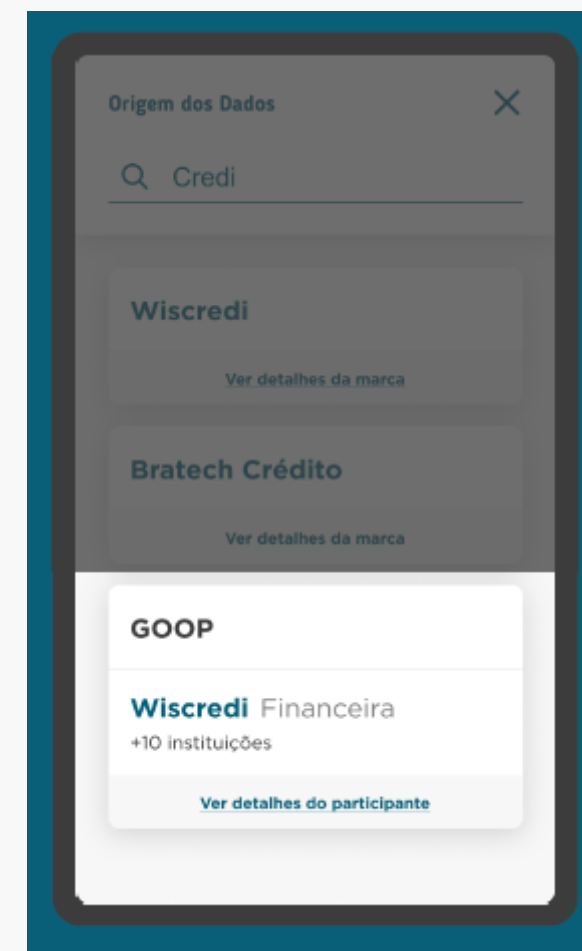 Origem dos Dados
Credi
Wiscredi
Ver detalhes da marca
Bratech Crédito
Ver detalhes da marca
GOOP
Wiscredi Financeira
+10 instituições
Ver detalhes do participante